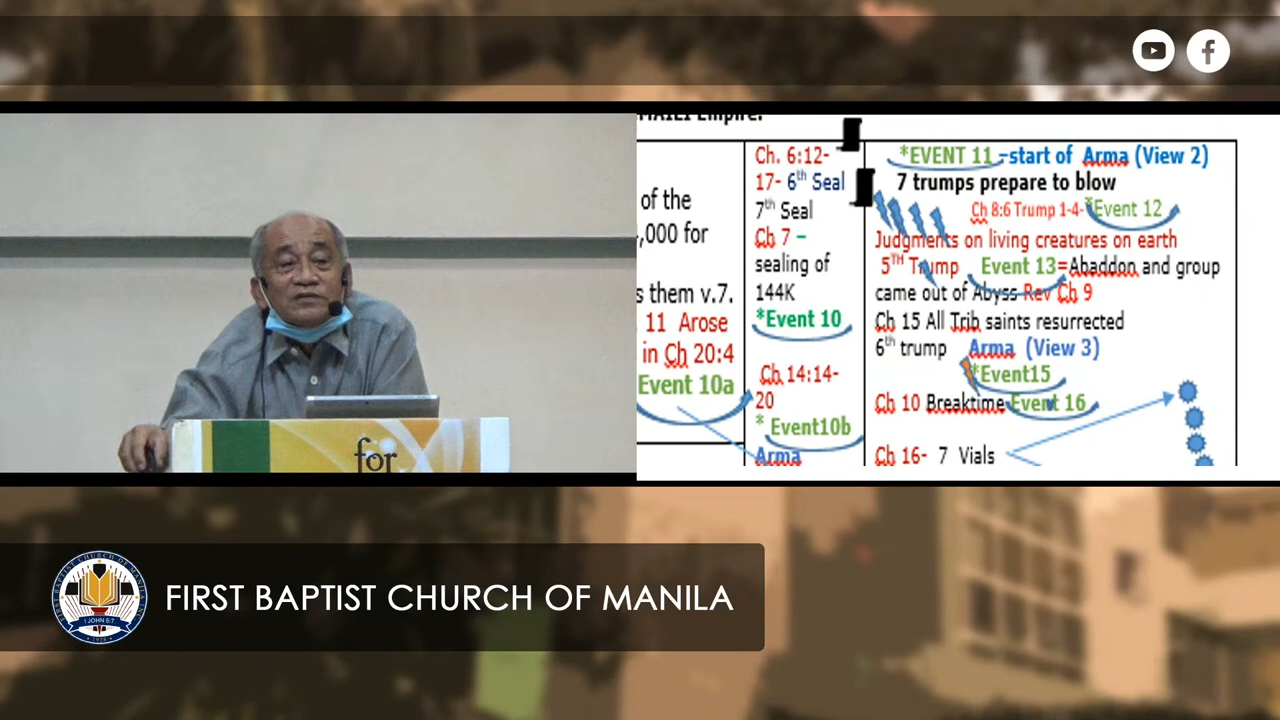 Empire.
of the
,000 for
s them v.7.
11 Arose
in Ch 20:4
Event 10a
Ch. 6:12-
17- 6th Seal
7th Seal
Ch 7 –
sealing of
144K
*Event 10
Ch 14:14-
20
* Event10b
Arma
*EVENT 11 –start of Arma (View 2)
7 trumps prepare to blow
Ch 8:6 Trump 1-4-*Event 12
Judgments on living creatures on earth
5TH Trump Event 13=Abaddon and group
came out of Abyss Rev Ch 9
Ch 15 All Trib saints resurrected
6th trump Arma (View 3)
*Event15
Ch 10 Breaktime Event 16
Ch 16- 7 Vials
for
FIRST BAPTIST CHURCH OF MANILA
I JOHN 5:7